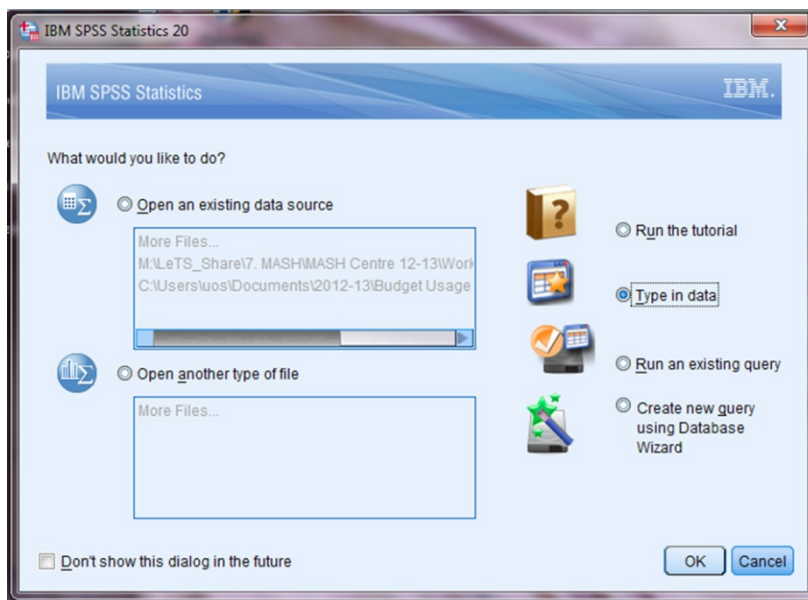 IBM SPSS Statistics 20
IBM SPSS Statistics
IBM.
What would you like to do?
Open an existing data source
More Files...
M:\LeTS_Share\7. MASH\MASH Centre 12-13\Work
C:\Users\uos\Documents\2012-13\Budget Usage
Open another type of file
More Files...
Run the tutorial
Type in data
Run an existing query
Create new query
using Database
Wizard
Don't show this dialog in the future
OK
Cancel